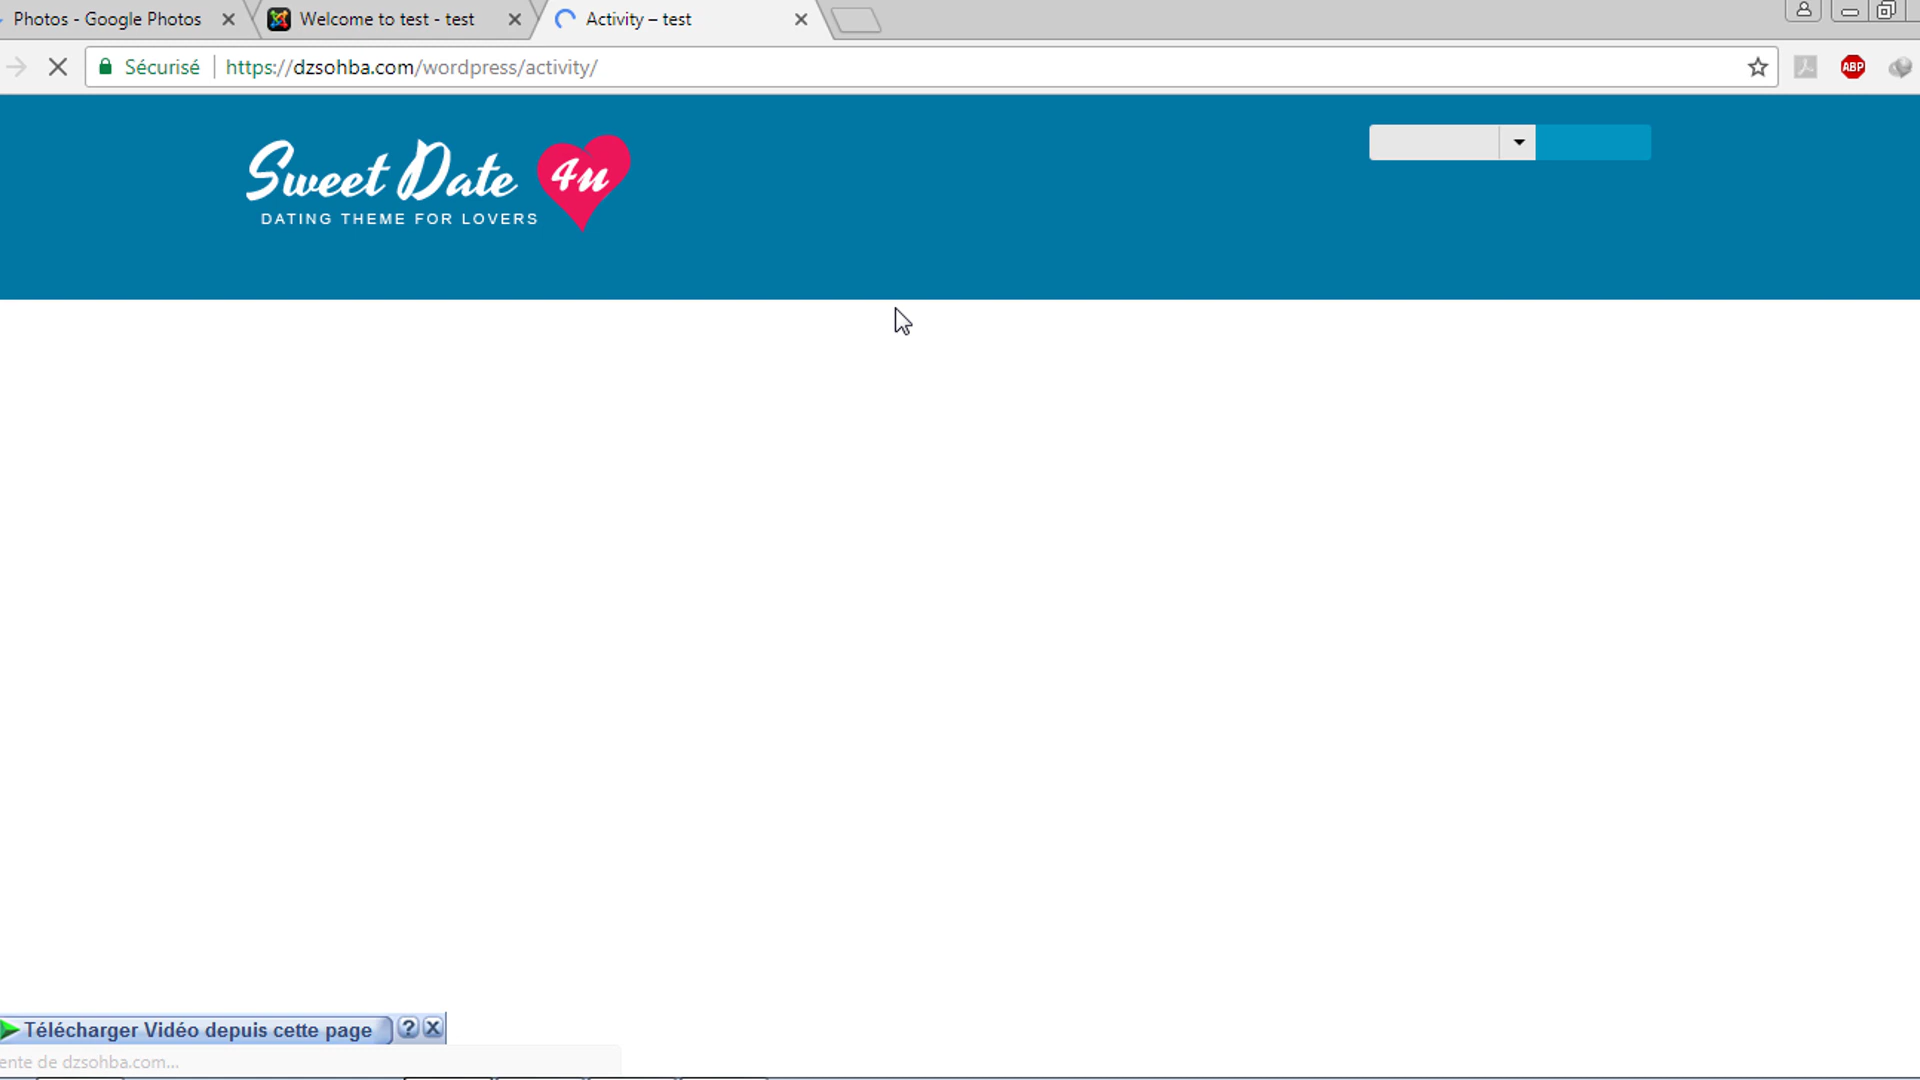 Photos - Google Photos
Welcome to test - test
Activity – test
Sécurisé
https://dzsohba.com/wordpress/activity/
ABP
Sweet Date 4u
DATING THEME FOR LOVERS
Télécharger Vidéo depuis cette page
?
ente de dzsohba.com...